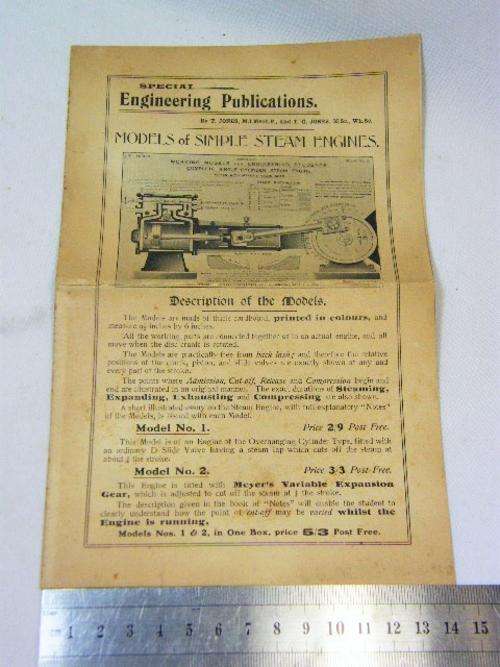 SPECIAL
Engineering Publications.
By T. JONES, M.I.Mech.E., and T. G. JONES, M.Sc., Wh.Sc.
MODELS of SIMPLE STEAM ENGINES.
WORKING MODELS FOR ENGINEERING STUDENTS
Description of the Models.
The Models are made of thick cardboard, printed in colours, and
measure by 6 inches.
All the working parts are connected together as in an actual engine, and all
move when the disc crank is rotated.
The Models are practically free from back lash; and therefore the relative
positions of the crank, piston, and slide valves are exactly shown at any and
every part of the stroke.
The points where Admission, Cut-off, Release and Compression begin and
end are illustrated in an original manner. The exact durations of Steaming,
Expanding, Exhausting and Compressing are also shown.
A short illustrated essay on the Steam Engine, with full explanatory "Notes"
of the Models, is issued with each Model.
Model No. 1. Price 2/9 Post Free.
This Model is of an Engine of the Overhanging Cylinder Type, fitted with
an ordinary D Slide Valve having a steam lap which cuts off the steam at
about the stroke.
Model No. 2. Price 3/3 Post-Free.
This Engine is fitted with Meyer's Variable Expansion
Gear, which is adjusted to cut off the steam at the stroke.
The description given in the book of "Notes" will enable the student to
clearly understand how the point of cut-off may be varied whilst the
Engine is running.
Models Nos. 1 & 2, in One Box, price 5/3 Post Free.
1 2 3 4 5 6 7 8 9 10 11 12 13 14 15